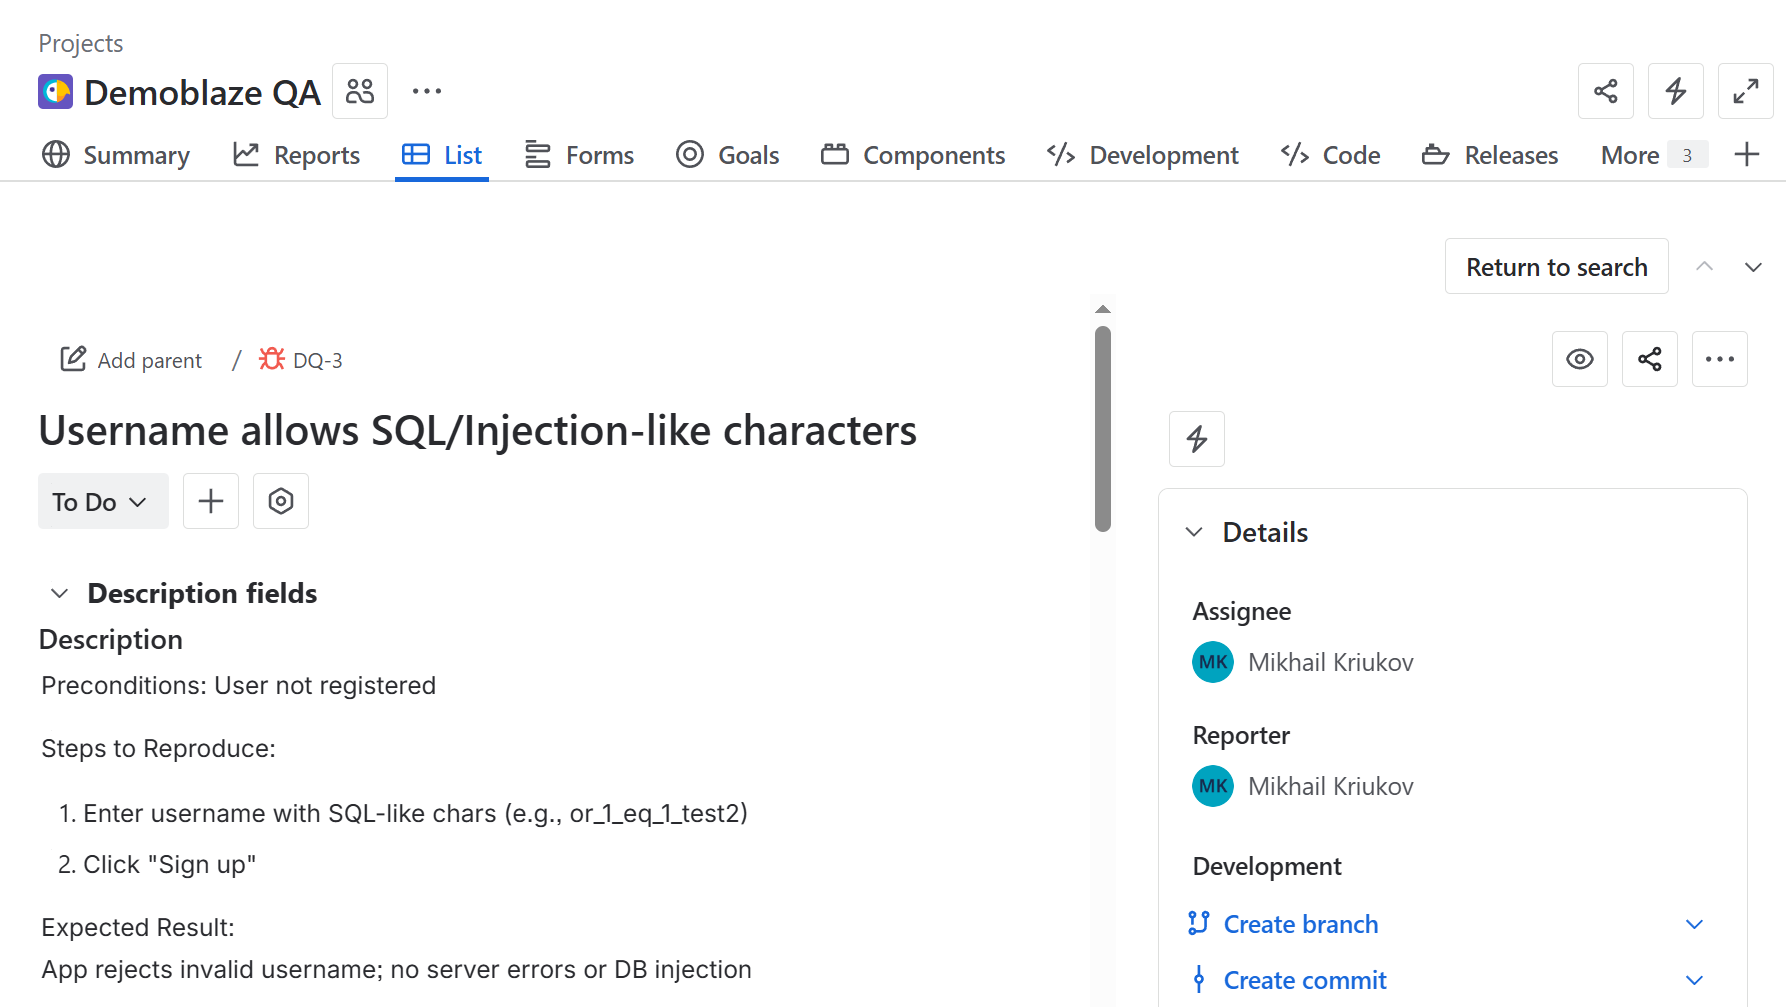 Projects
Demoblaze QA
Summary Reports List Forms Goals Components Development Code Releases More 3
Return to search
Add parent / DQ-3
Username allows SQL/Injection-like characters
To Do
Description fields
Description
Preconditions: User not registered
Steps to Reproduce:
1. Enter username with SQL-like chars (e.g., or_1_eq_1_test2)
2. Click "Sign up"
Expected Result:
App rejects invalid username; no server errors or DB injection
Details
Assignee
MK Mikhail Kriukov
Reporter
MK Mikhail Kriukov
Development
Create branch
Create commit